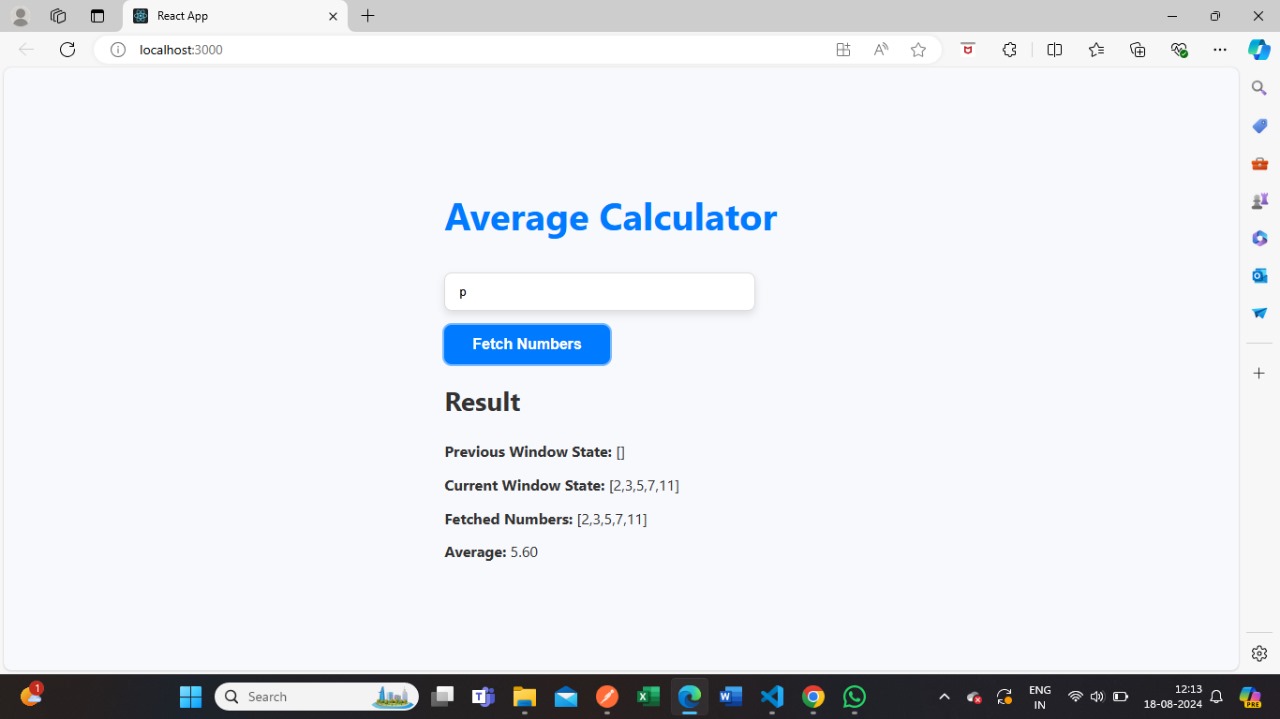 React App
localhost:3000
Average Calculator
p
Fetch Numbers
Result
Previous Window State: []
Current Window State: [2,3,5,7,11]
Fetched Numbers: [2,3,5,7,11]
Average: 5.60
1
Search
ENG
IN
12:13
18-08-2024
PRE